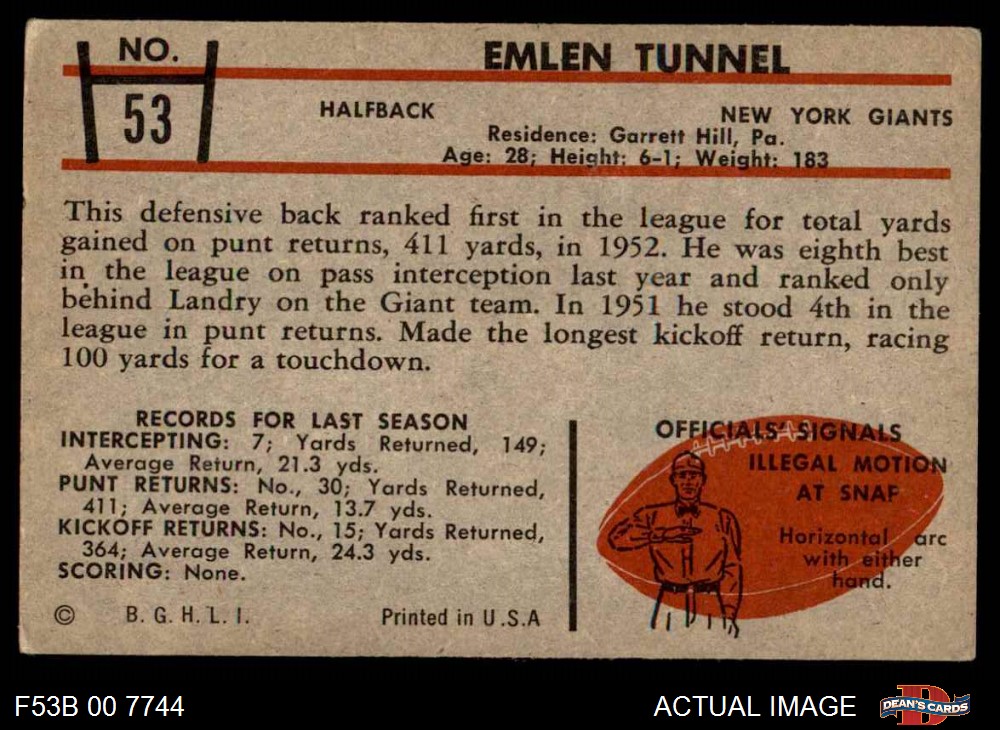 NO.
53
EMLEN TUNNEL
HALFBACK
NEW YORK GIANTS
Residence: Garrett Hill, Pa.
Age: 28; Height: 6-1; Weight: 183
This defensive back ranked first in the league for total yards
gained on punt returns, 411 yards, in 1952. He was eighth best
in the league on pass interception last year and ranked only
behind Landry on the Giant team. In 1951 he stood 4th in the
league in punt returns. Made the longest kickoff return, racing
100 yards for a touchdown.
RECORDS FOR LAST SEASON
INTERCEPTING: 7; Yards Returned, 149;
Average Return, 21.3 yds.
PUNT RETURNS: No., 30; Yards Returned,
411; Average Return, 13.7 yds.
KICKOFF RETURNS: No., 15; Yards Returned,
364; Average Return, 24.3 yds.
SCORING: None.
© B. G. H. L. I.
Printed in U.S.A
OFFICIALS' SIGNALS
ILLEGAL MOTION
AT SNAP
Horizontal arc
with either
hand.
F53B 00 7744
ACTUAL IMAGE
D
DEAN'S CARDS